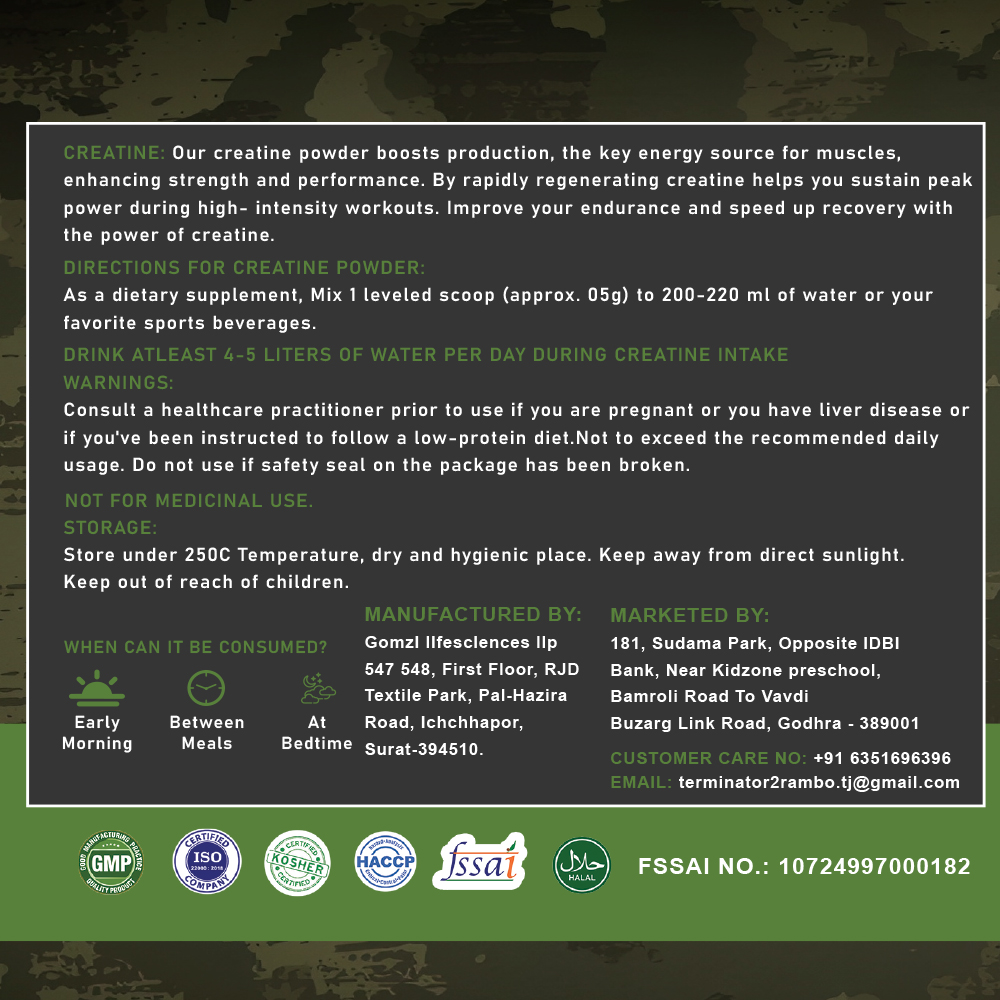 CREATINE: Our creatine powder boosts production, the key energy source for muscles,
enhancing strength and performance. By rapidly regenerating creatine helps you sustain peak
power during high- intensity workouts. Improve your endurance and speed up recovery with
the power of creatine.
DIRECTIONS FOR CREATINE POWDER:
As a dietary supplement, Mix 1 leveled scoop (approx. 05g) to 200-220 ml of water or your
favorite sports beverages.
DRINK ATLEAST 4-5 LITERS OF WATER PER DAY DURING CREATINE INTAKE
WARNINGS:
Consult a healthcare practitioner prior to use if you are pregnant or you have liver disease or
if you've been instructed to follow a low-protein diet.Not to exceed the recommended daily
usage. Do not use if safety seal on the package has been broken.
NOT FOR MEDICINAL USE.
STORAGE:
Store under 250C Temperature, dry and hygienic place. Keep away from direct sunlight.
Keep out of reach of children.
WHEN CAN IT BE CONSUMED?
Early
Morning
Between
Meals
At
Bedtime
MANUFACTURED BY:
GomzI lIfescIences llp
547 548, First Floor, RJD
Textile Park, Pal-Hazira
Road, Ichchhapor,
Surat-394510.
MARKETED BY:
181, Sudama Park, Opposite IDBI
Bank, Near Kidzone preschool,
Bamroli Road To Vavdi
Buzarg Link Road, Godhra - 389001
CUSTOMER CARE NO: +91 6351696396
EMAIL: terminator2rambo.tj@gmail.com
GOOD MANUFACTURING PRACTICE
GMP
QUALITY PRODUCT
CERTIFIED
ISO
22000 : 2018
COMPANY
CERTIFIED
KOSHER
CERTIFIED
HACCP
fssai
حلال
HALAL
FSSAI NO.: 10724997000182